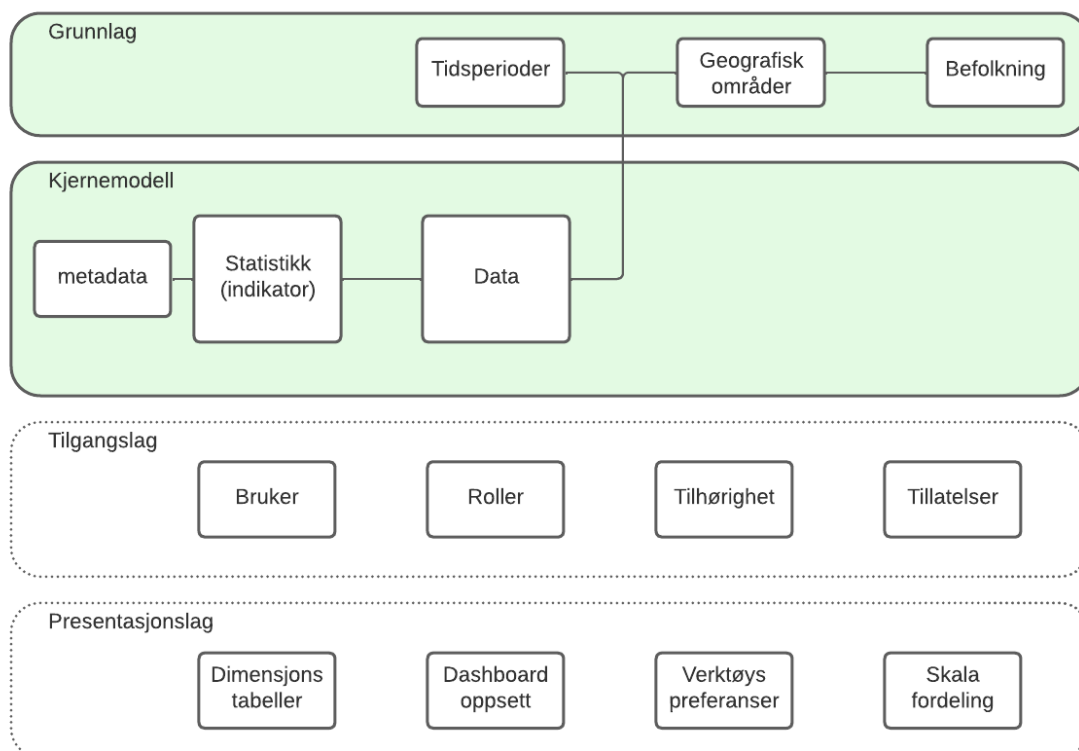 Grunnlag
Tidsperioder
Geografisk
områder
Befolkning
Kjernemodell
metadata
Statistikk
(indikator)
Data
Tilgangslag
Bruker
Roller
Tilhørighet
Tillatelser
Presentasjonslag
Dimensjons
tabeller
Dashboard
oppsett
Verktøys
preferanser
Skala
fordeling